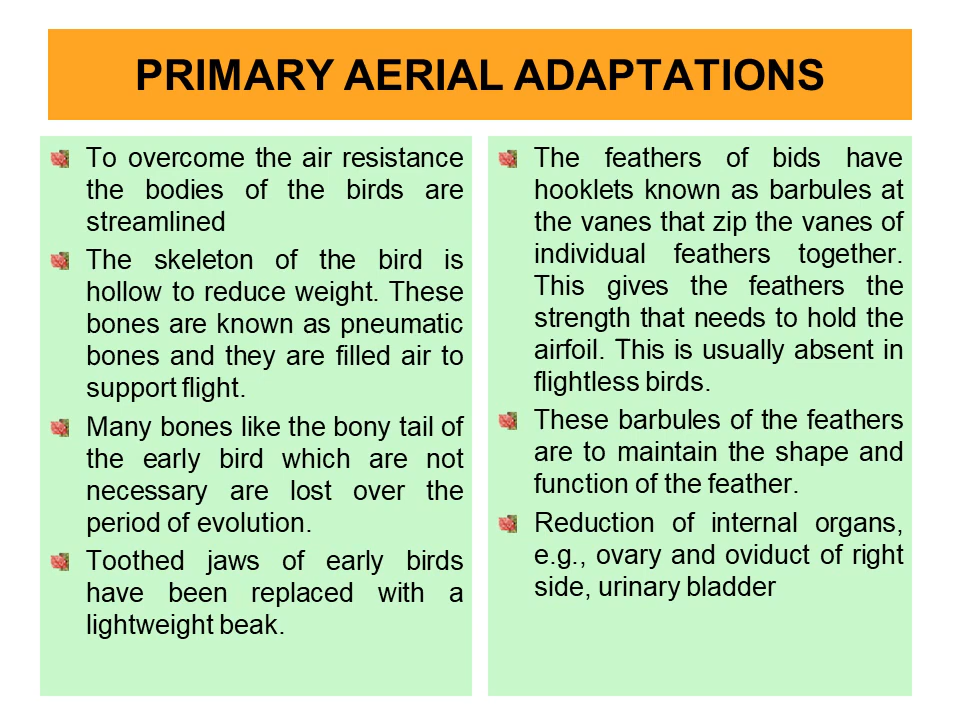 PRIMARY AERIAL ADAPTATIONS
To overcome the air resistance
the bodies of the birds are
streamlined
The skeleton of the bird is
hollow to reduce weight. These
bones are known as pneumatic
bones and they are filled air to
support flight.
Many bones like the bony tail of
the early bird which are not
necessary are lost over the
period of evolution.
Toothed jaws of early birds
have been replaced with a
lightweight beak.
The feathers of bids have
hooklets known as barbules at
the vanes that zip the vanes of
individual feathers together.
This gives the feathers the
strength that needs to hold the
airfoil. This is usually absent in
flightless birds.
These barbules of the feathers
are to maintain the shape and
function of the feather.
Reduction of internal organs,
e.g., ovary and oviduct of right
side, urinary bladder